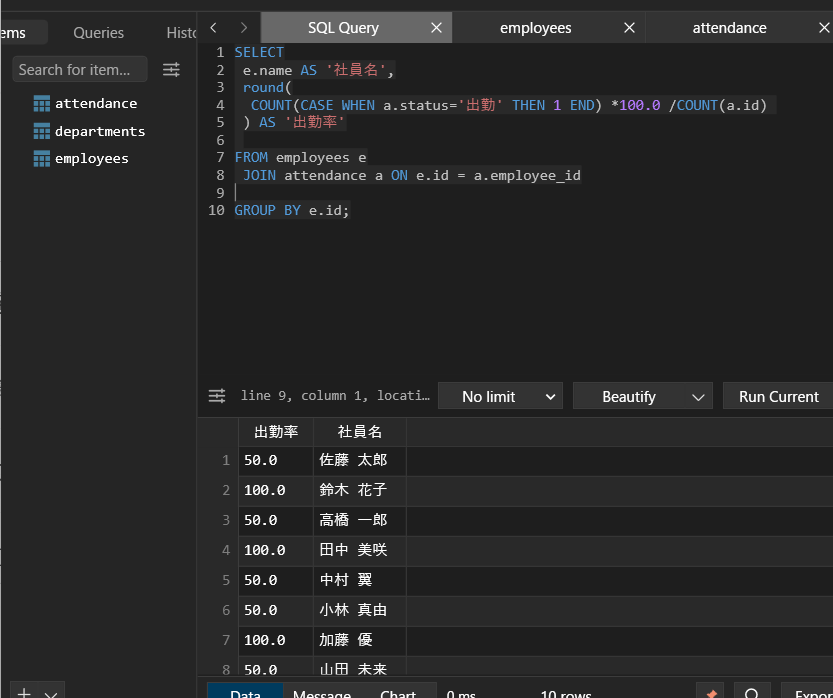 ems Queries Histo
Search for item...
attendance
departments
employees
SQL Query
employees
attendance
1 SELECT
2 e.name AS '社員名',
3 round(
4 COUNT(CASE WHEN a.status='出勤' THEN 1 END) *100.0 /COUNT(a.id)
5 ) AS '出勤率'
6
7 FROM employees e
8 JOIN attendance a ON e.id = a.employee_id
9
10 GROUP BY e.id;
line 9, column 1, locati... No limit Beautify Run Current
出勤率 社員名
1 50.0 佐藤 太郎
2 100.0 鈴木 花子
3 50.0 高橋 一郎
4 100.0 田中 美咲
5 50.0 中村 翼
6 50.0 小林 真由
7 100.0 加藤 優
8 50.0 山田 未来
Data Message Chart 0 ms 10 rows Expor